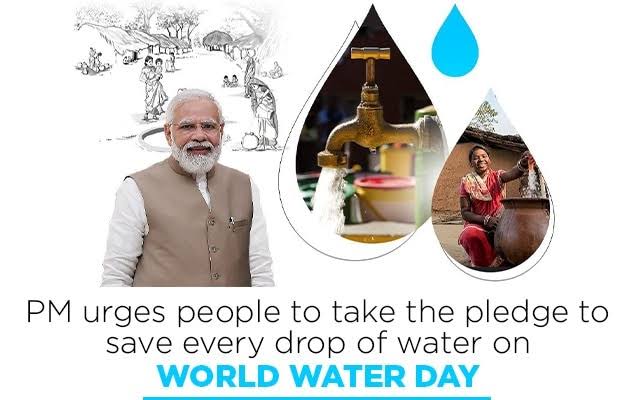 PM urges people to take the pledge to
save every drop of water on
WORLD WATER DAY